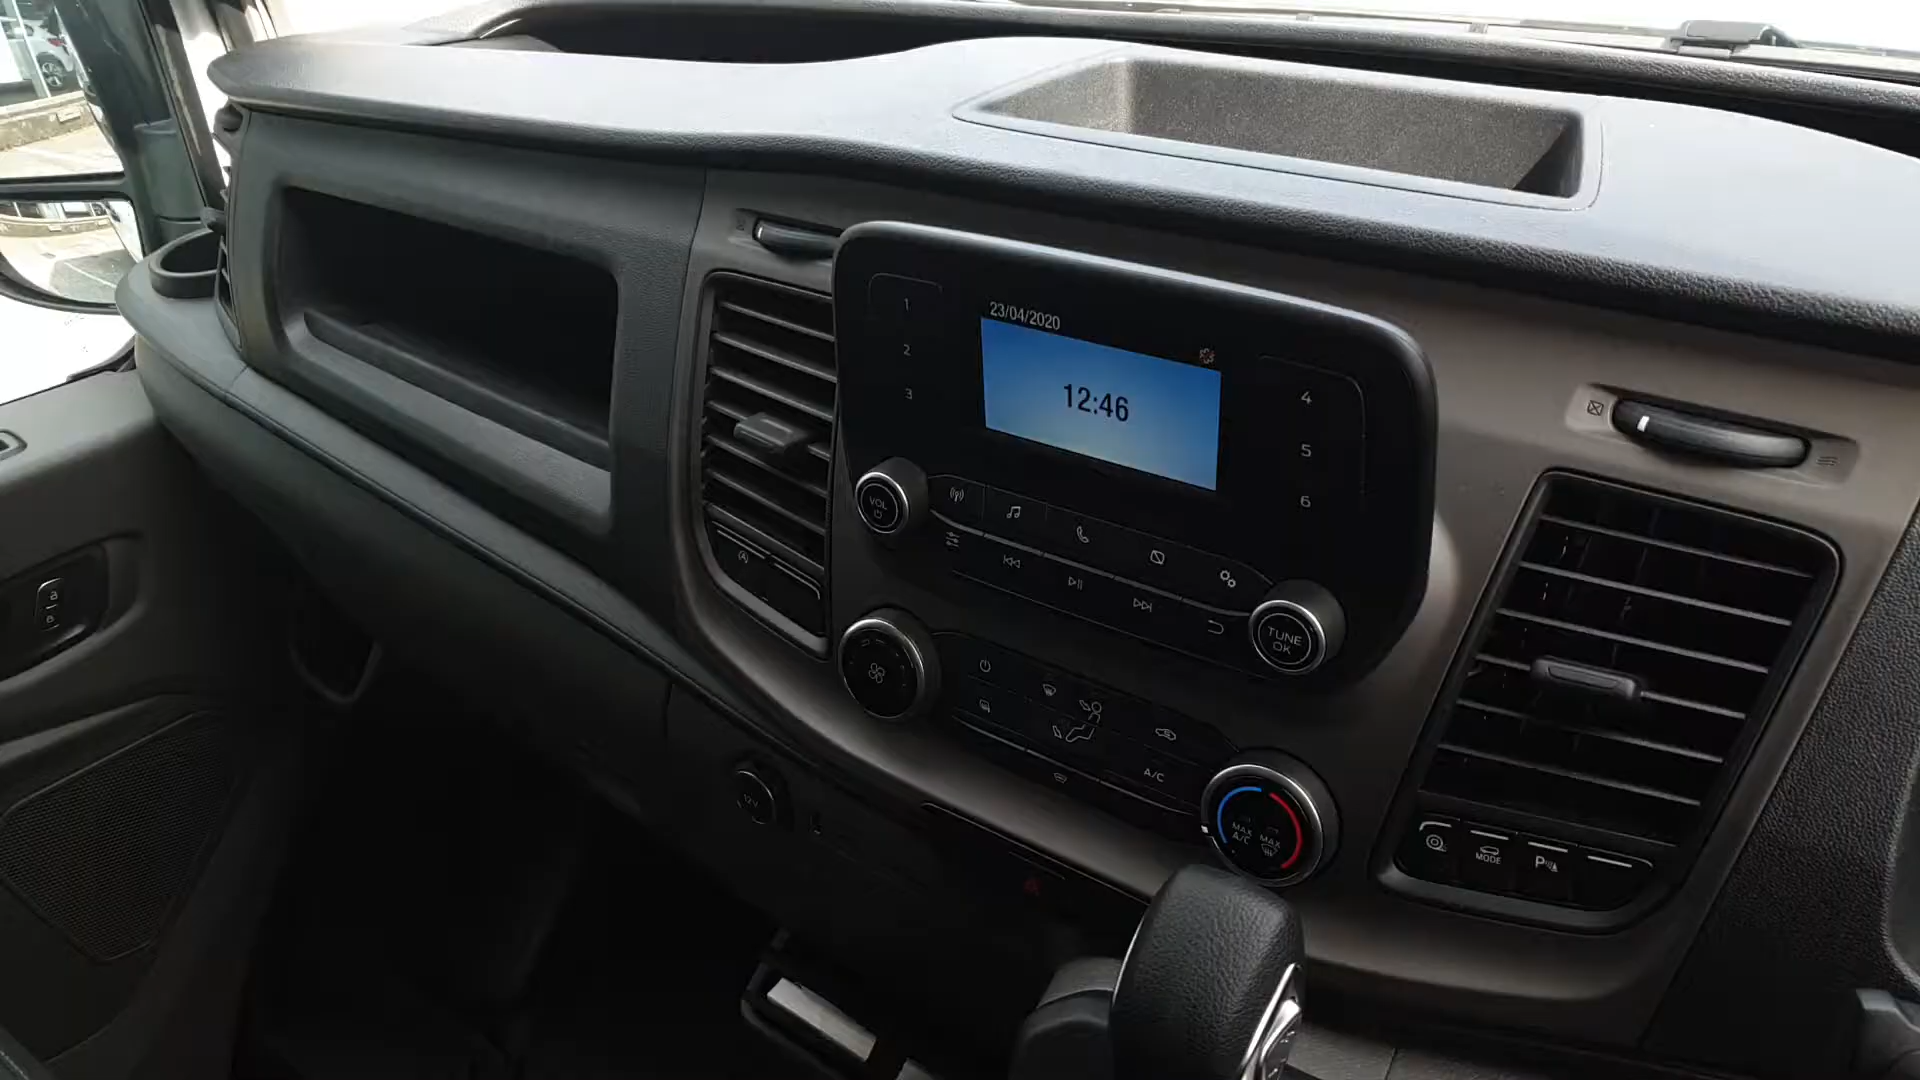 23/04/2020
12:46
1
2
3
4
5
6
VOL
TUNE
OK
A/C
MAX
A/C
MAX
12V
MODE
P